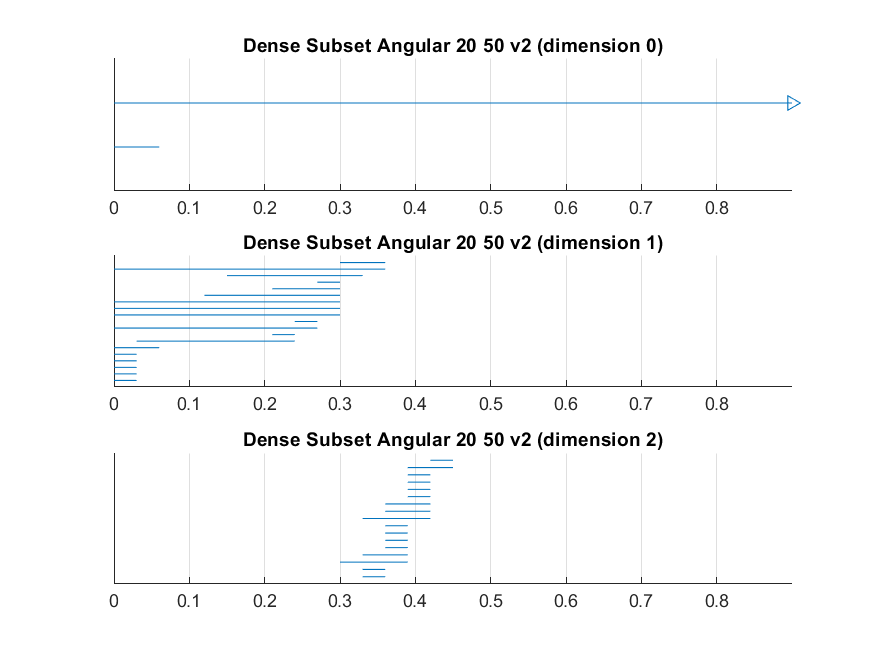 Dense Subset Angular 20 50 v2 (dimension 0)
0 0.1 0.2 0.3 0.4 0.5 0.6 0.7 0.8
Dense Subset Angular 20 50 v2 (dimension 1)
0 0.1 0.2 0.3 0.4 0.5 0.6 0.7 0.8
Dense Subset Angular 20 50 v2 (dimension 2)
0 0.1 0.2 0.3 0.4 0.5 0.6 0.7 0.8